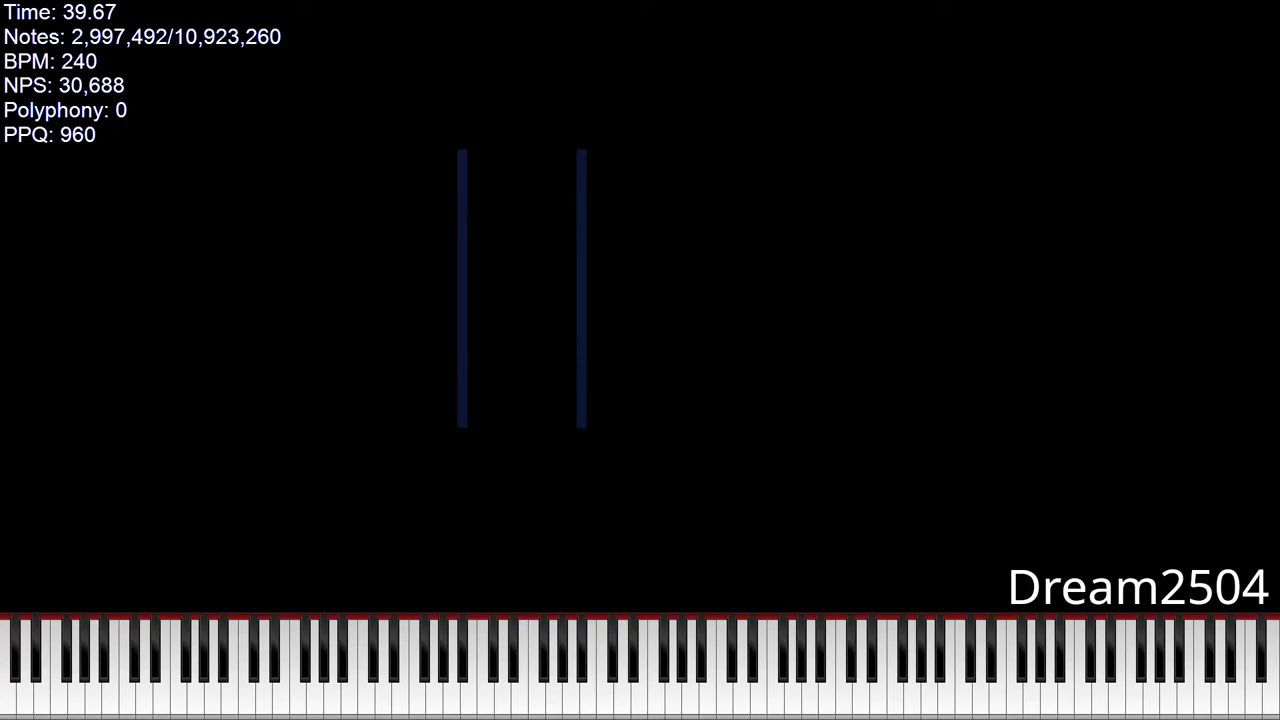 Time: 39.67
Notes: 2,997,492/10,923,260
BPM: 240
NPS: 30,688
Polyphony: 0
PPQ: 960
Dream2504